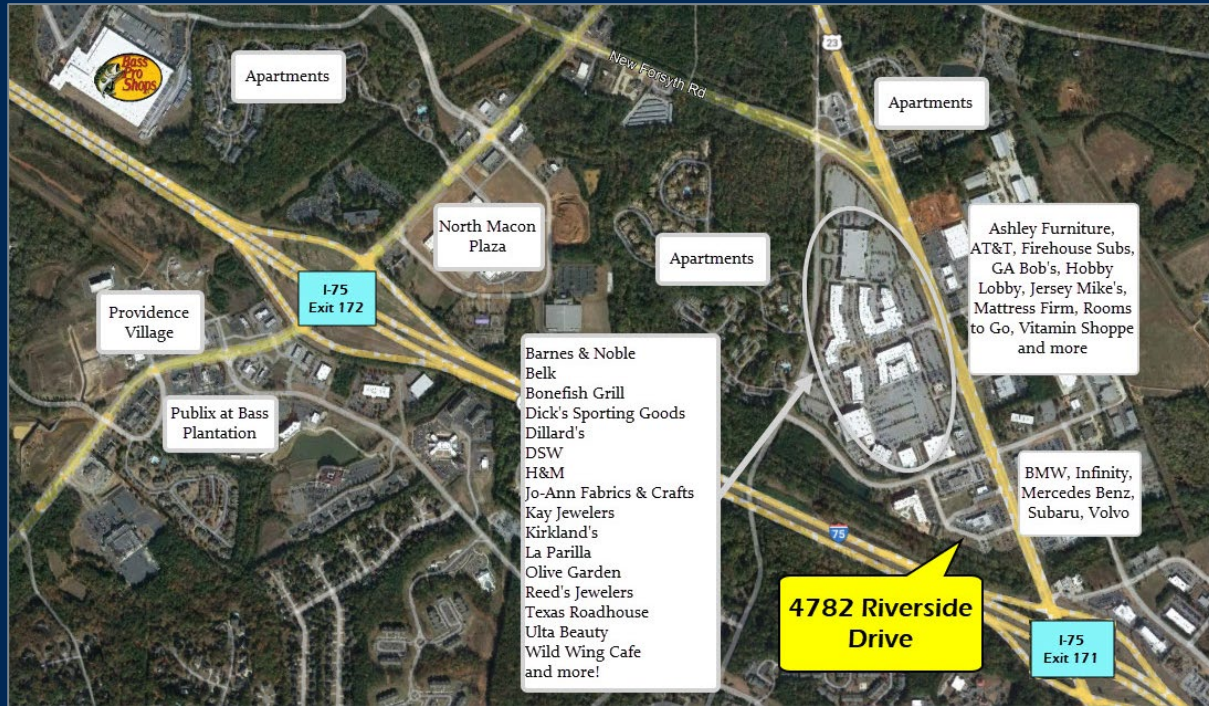 Bass
Pro
Shops
Apartments
New Forsyth Rd
23
Apartments
North Macon
Plaza
Apartments
Ashley Furniture,
AT&T, Firehouse Subs,
GA Bob's, Hobby
Lobby, Jersey Mike's,
Mattress Firm, Rooms
to Go, Vitamin Shoppe
and more
I-75
Exit 172
Providence
Village
Publix at Bass
Plantation
Barnes & Noble
Belk
Bonefish Grill
Dick's Sporting Goods
Dillard's
DSW
H&M
Jo-Ann Fabrics & Crafts
Kay Jewelers
Kirkland's
La Parilla
Olive Garden
Reed's Jewelers
Texas Roadhouse
Ulta Beauty
Wild Wing Cafe
and more!
BMW, Infinity,
Mercedes Benz,
Subaru, Volvo
75
4782 Riverside
Drive
I-75
Exit 171